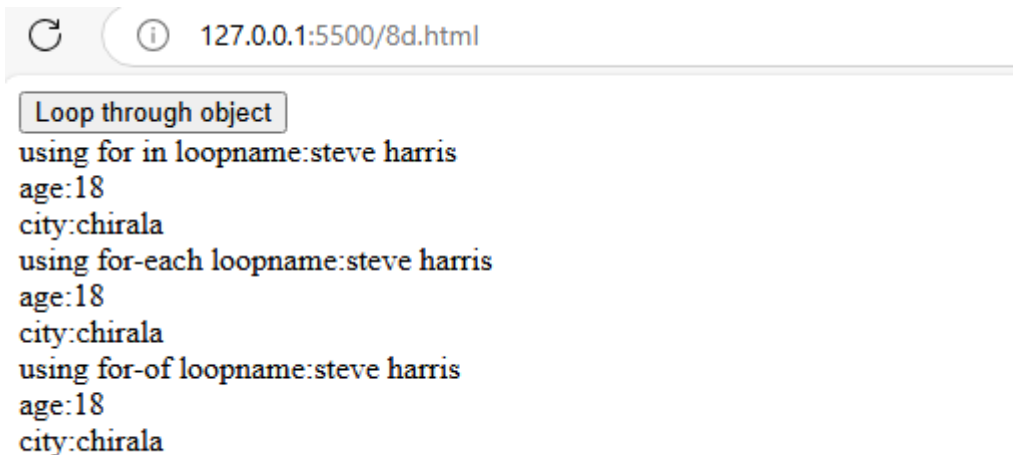 127.0.0.1:5500/8d.html
Loop through object
using for in loopname:steve harris
age:18
city:chirala
using for-each loopname:steve harris
age:18
city:chirala
using for-of loopname:steve harris
age:18
city:chirala